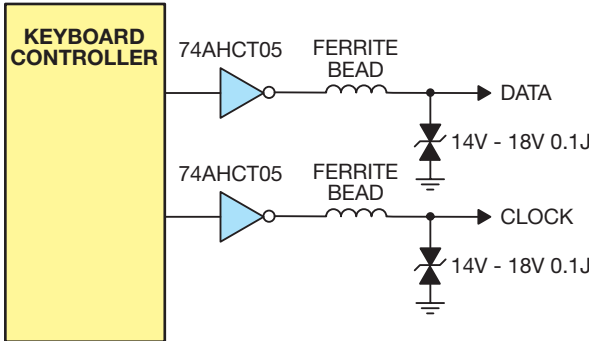 KEYBOARD
CONTROLLER
74AHCT05
FERRITE
BEAD
DATA
14V - 18V 0.1J
74AHCT05
FERRITE
BEAD
CLOCK
14V - 18V 0.1J